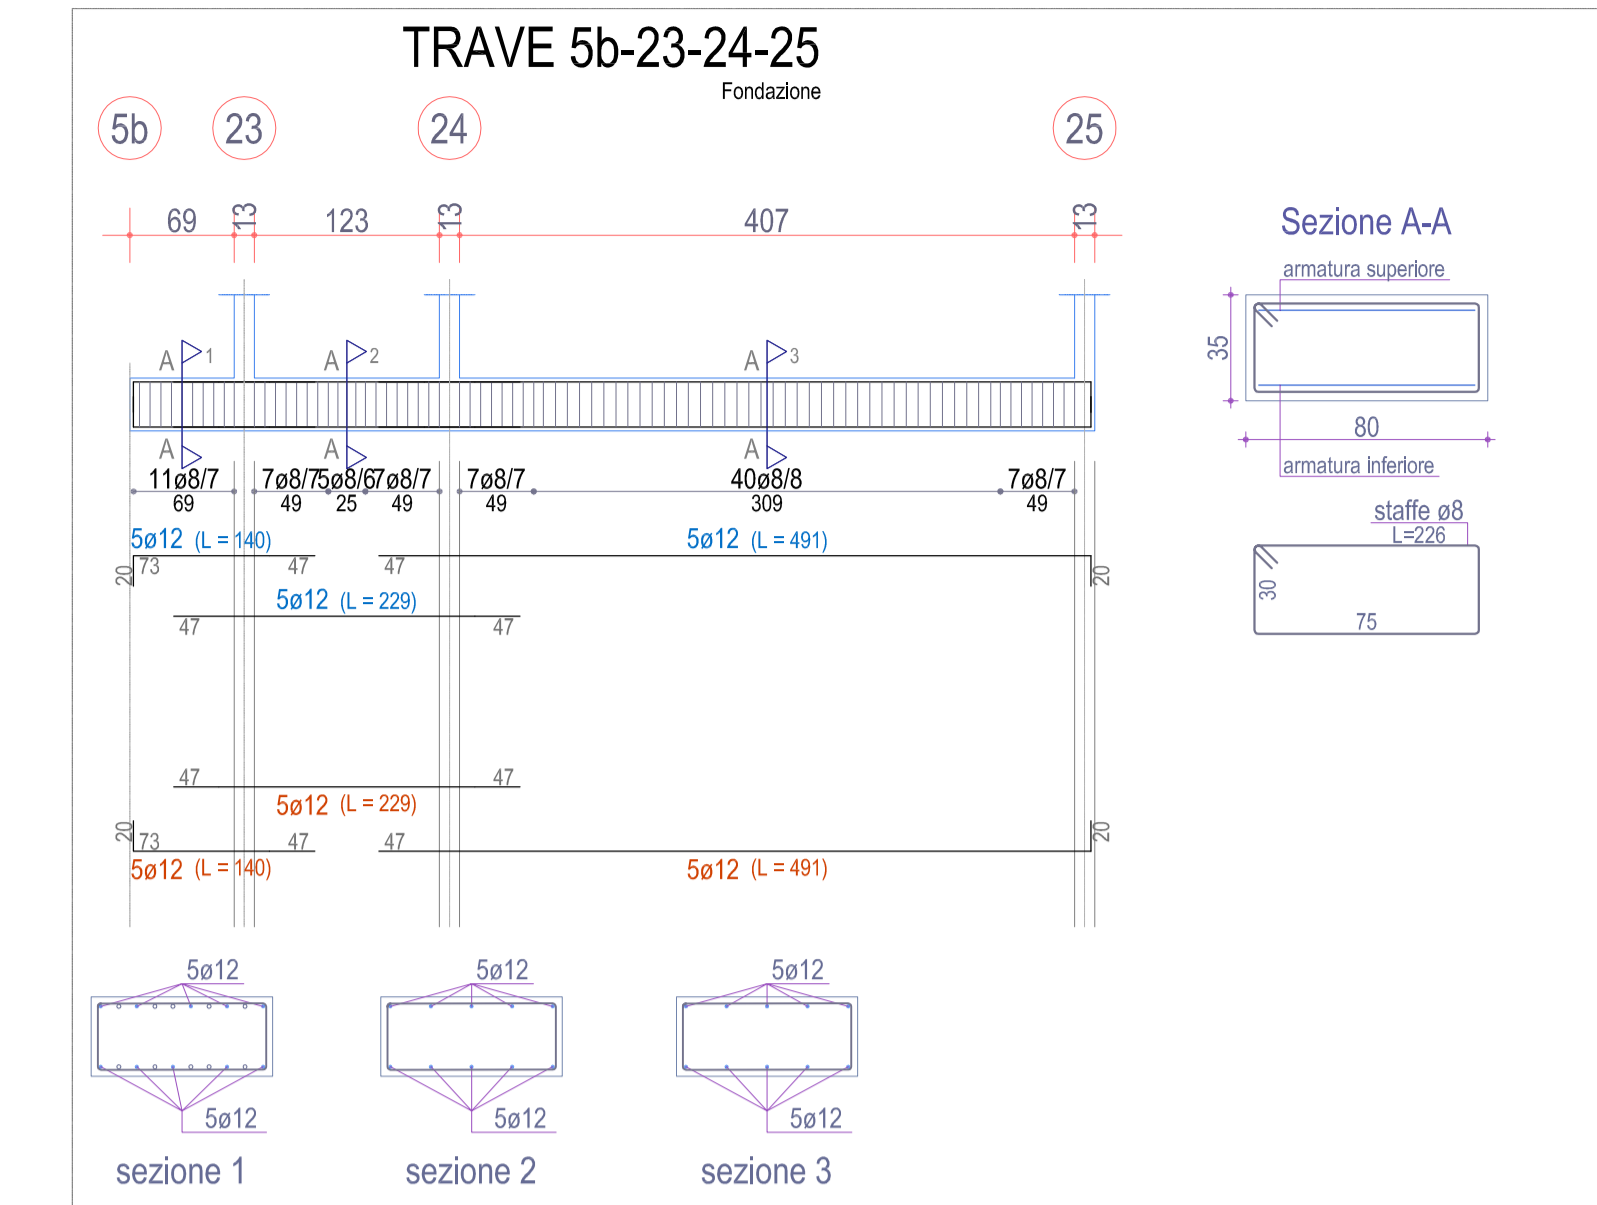 TRAVE 5b-23-24-25
Fondazione
5b 23 24 25
69 13 123 13 407 13
Sezione A-A
armatura superiore
35
80
armatura inferiore
A 1 A 2 A 3
A A A
11ø8/7 7ø8/7 5ø8/6 7ø8/7 7ø8/7 40ø8/8 7ø8/7
69 49 25 49 49 309 49
staffe ø8
L=226
30
75
5ø12 (L = 140) 5ø12 (L = 491)
20 73 47 47 20
5ø12 (L = 229)
47 47
47 47
5ø12 (L = 229)
20 73 47 47 20
5ø12 (L = 140) 5ø12 (L = 491)
5ø12 5ø12 5ø12
5ø12 5ø12 5ø12
sezione 1 sezione 2 sezione 3